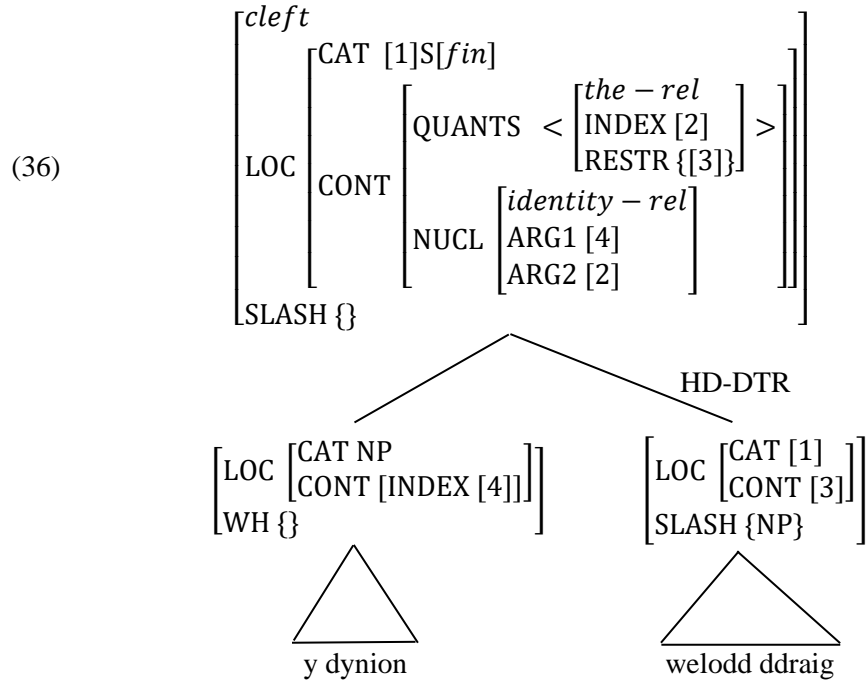 cleft
CAT [1]S[fin]
the − rel
QUANTS < INDEX [2] >
RESTR {[3]}
(36) LOC
CONT
identity − rel
NUCL ARG1 [4]
ARG2 [2]
SLASH {}
HD-DTR
LOC [CAT NP
CONT [INDEX [4]]]
WH {}
LOC [CAT [1]
CONT [3]]
SLASH {NP}
y dynion
welodd ddraig